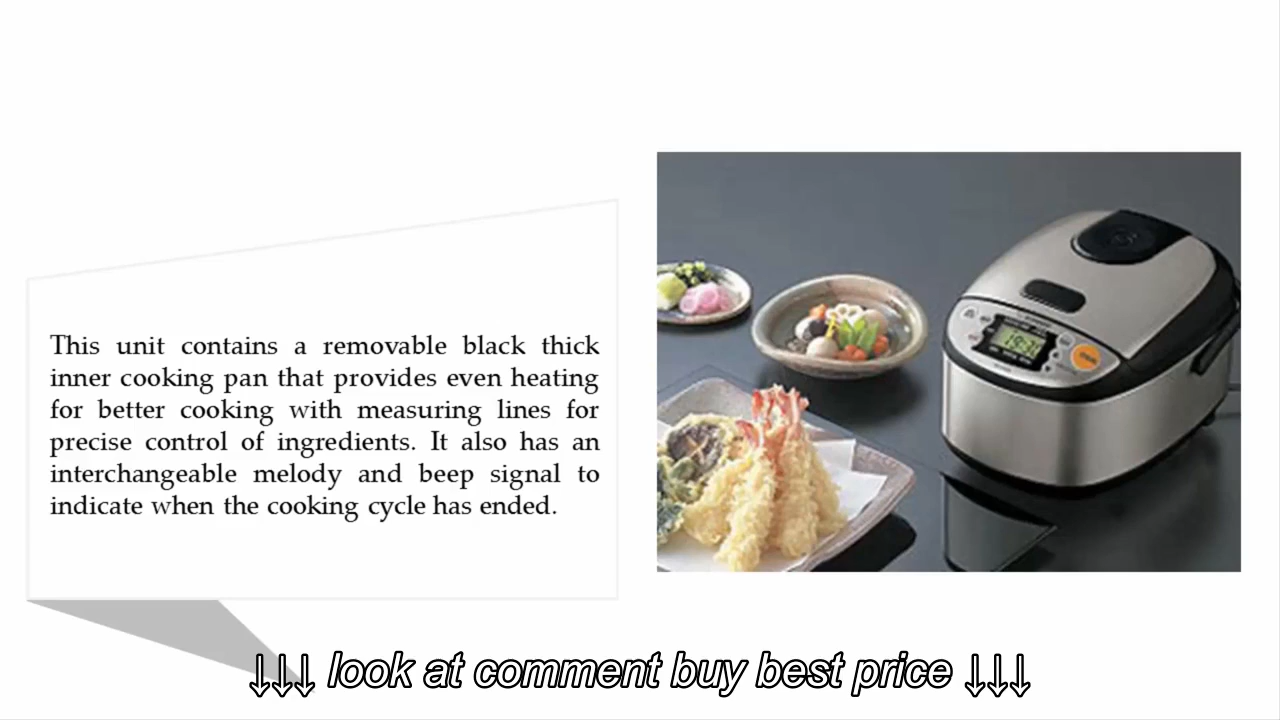 This unit contains a removable black thick
inner cooking pan that provides even heating
for better cooking with measuring lines for
precise control of ingredients. It also has an
interchangeable melody and beep signal to
indicate when the cooking cycle has ended.
↓↓↓ look at comment buy best price ↓↓↓